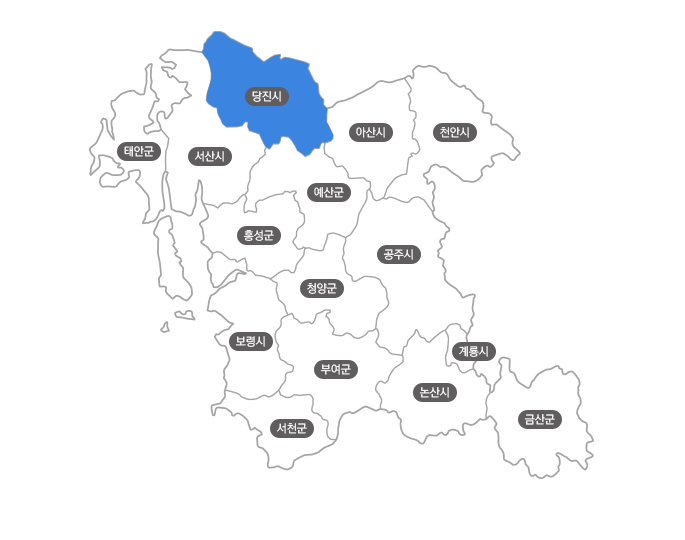 당진시
아산시
천안시
태안군
서산시
예산군
홍성군
공주시
청양군
보령시
계룡시
부여군
논산시
금산군
서천군